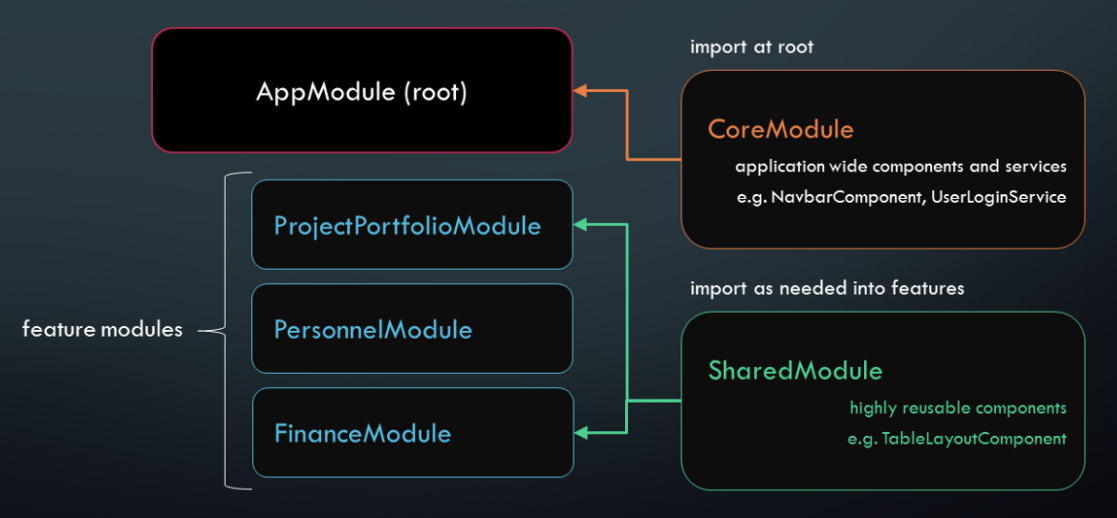 import at root
AppModule (root)
CoreModule
application wide components and services
e.g. NavbarComponent, UserLoginService
ProjectPortfolioModule
import as needed into features
feature modules
PersonnelModule
SharedModule
highly reusable components
e.g. TableLayoutComponent
FinanceModule